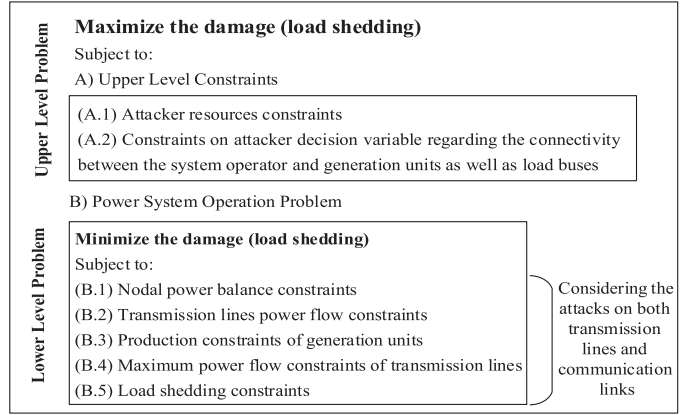 Upper Level Problem
Maximize the damage (load shedding)
Subject to:
A) Upper Level Constraints
(A.1) Attacker resources constraints
(A.2) Constraints on attacker decision variable regarding the connectivity
between the system operator and generation units as well as load buses
B) Power System Operation Problem
Lower Level Problem
Minimize the damage (load shedding)
Subject to:
(B.1) Nodal power balance constraints
(B.2) Transmission lines power flow constraints
(B.3) Production constraints of generation units
(B.4) Maximum power flow constraints of transmission lines
(B.5) Load shedding constraints
Considering the
attacks on both
transmission
lines and
communication
links